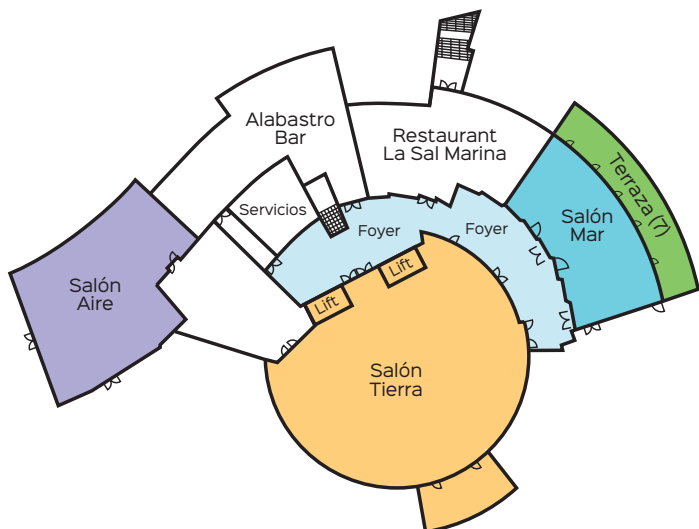 Alabastro
Bar
Restaurant
La Sal Marina
Terraza (7)
Servicios
Foyer
Foyer
Salón
Mar
Salón
Aire
Lift
Lift
Salón
Tierra